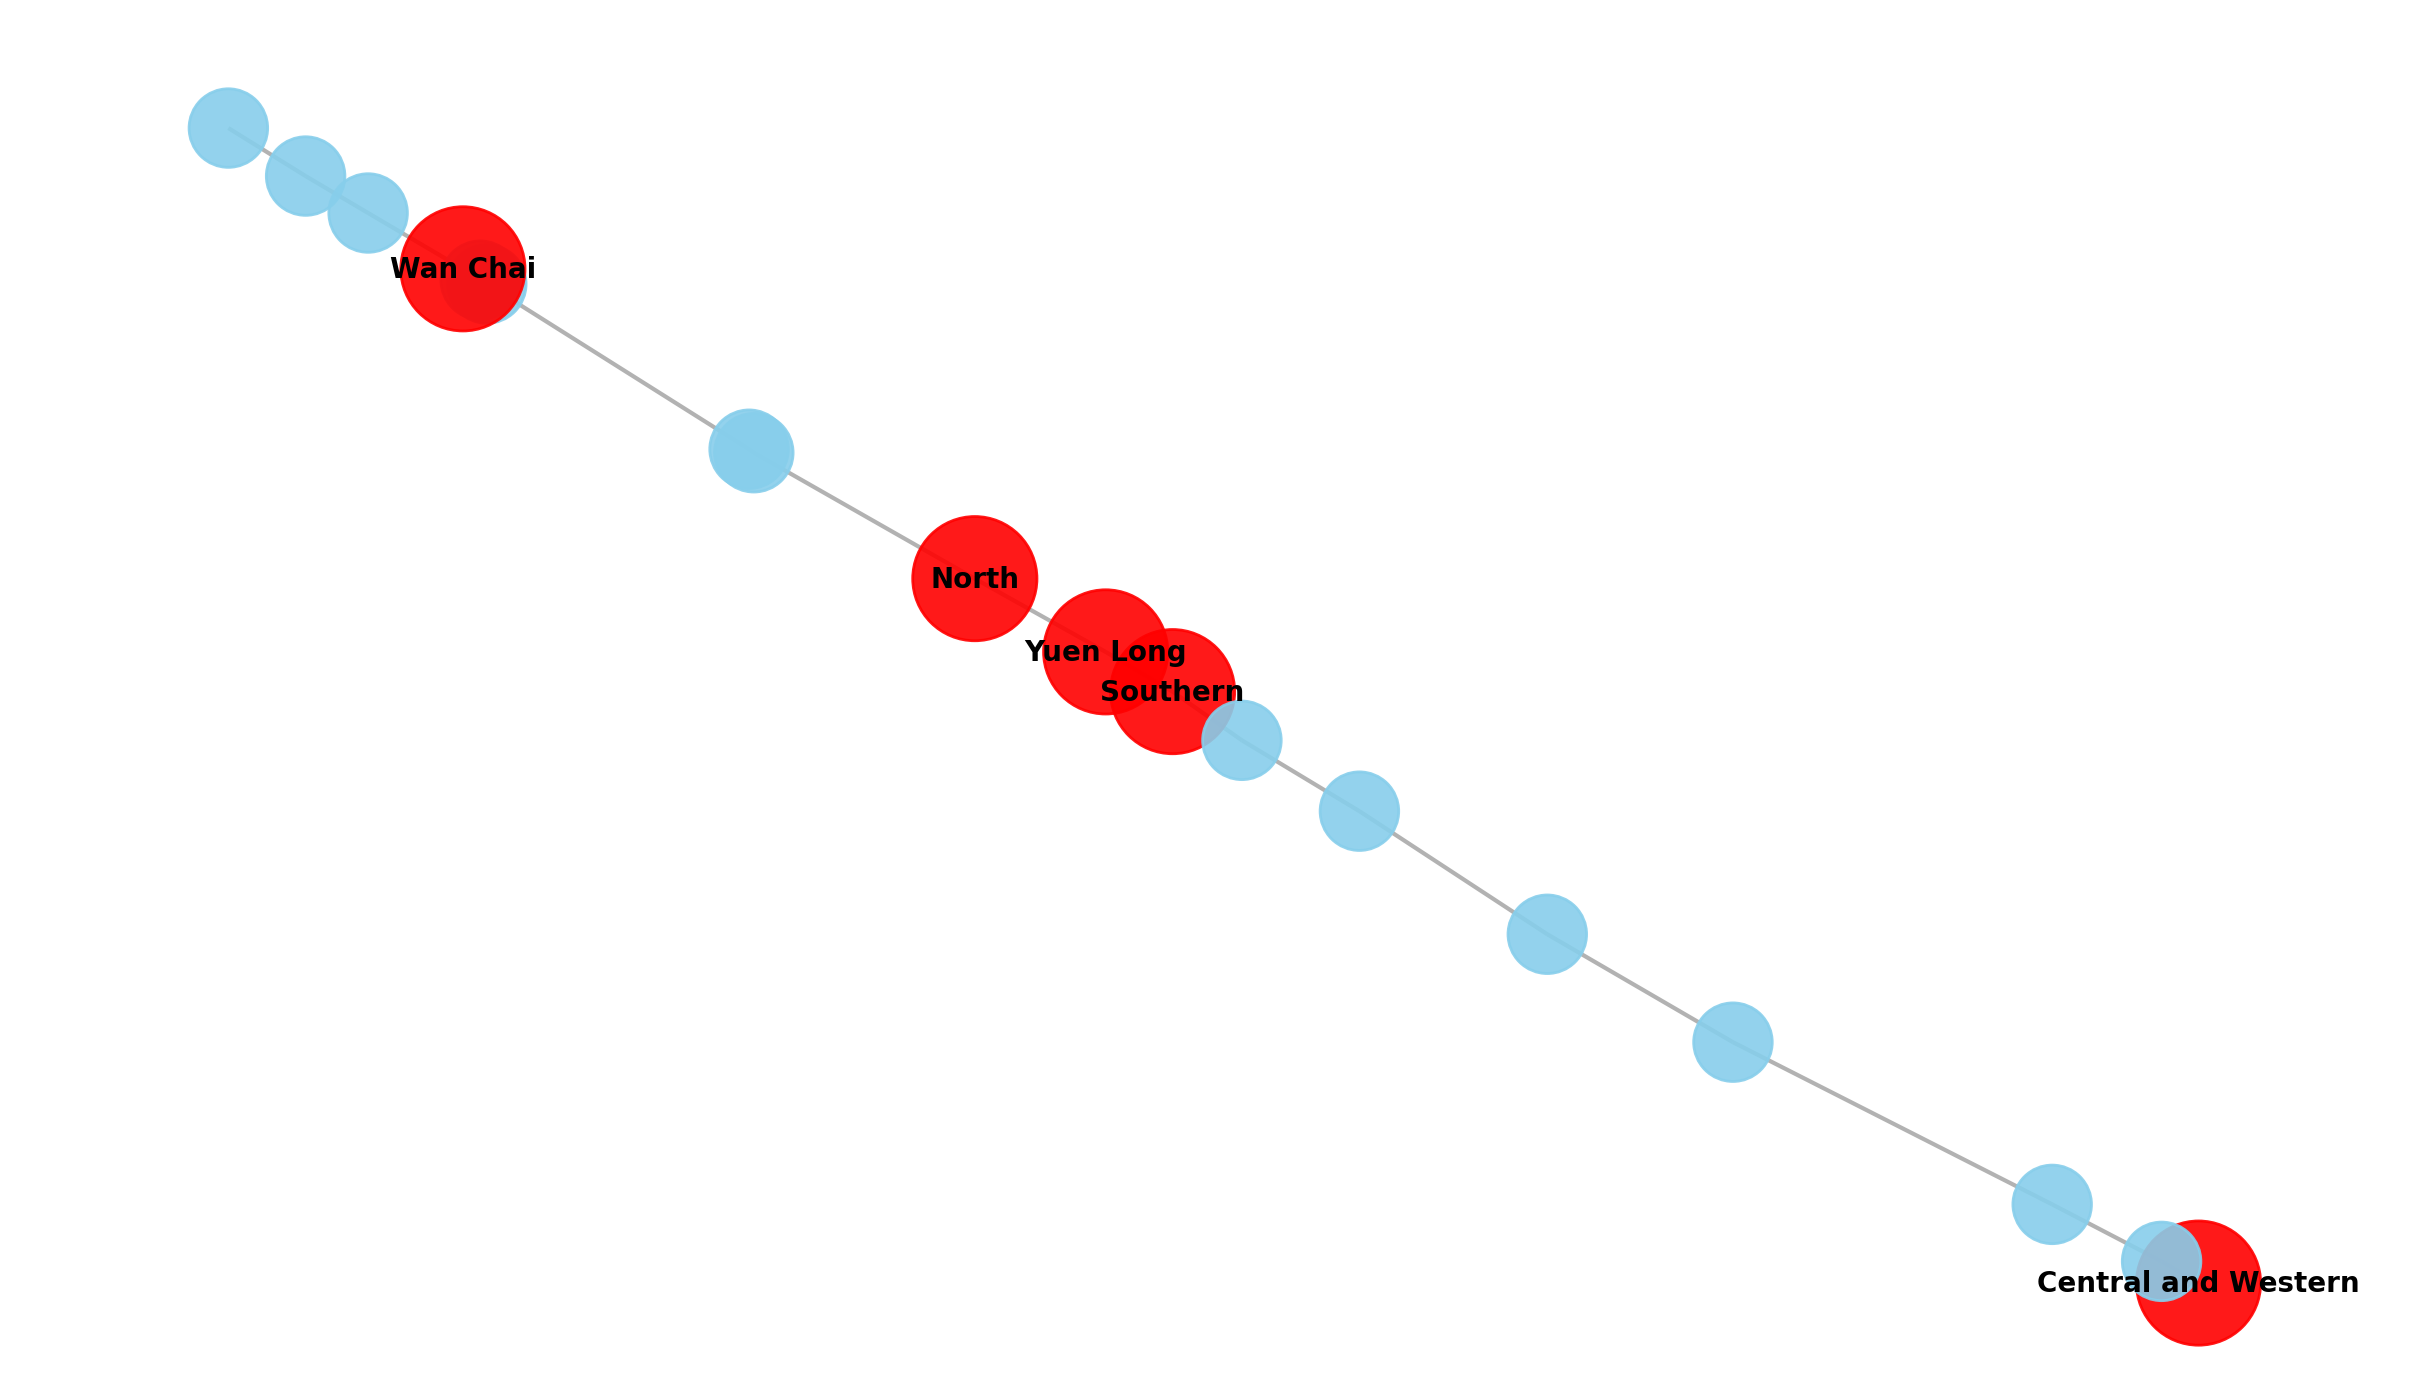 Wan Chai
North
Yuen Long
Southern
Central and Western